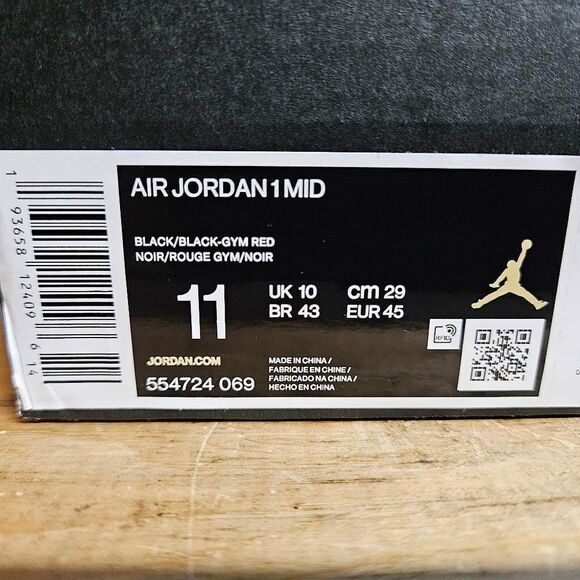 AIR JORDAN 1 MID
BLACK/BLACK-GYM RED
NOIR/ROUGE GYM/NOIR
11
UK 10 cm 29
BR 43 EUR 45
JORDAN.COM
554724 069
MADE IN CHINA /
FABRIQUE EN CHINE /
FABRICADO NA CHINA /
HECHO EN CHINA
RFID
1 93658 12409 6 14